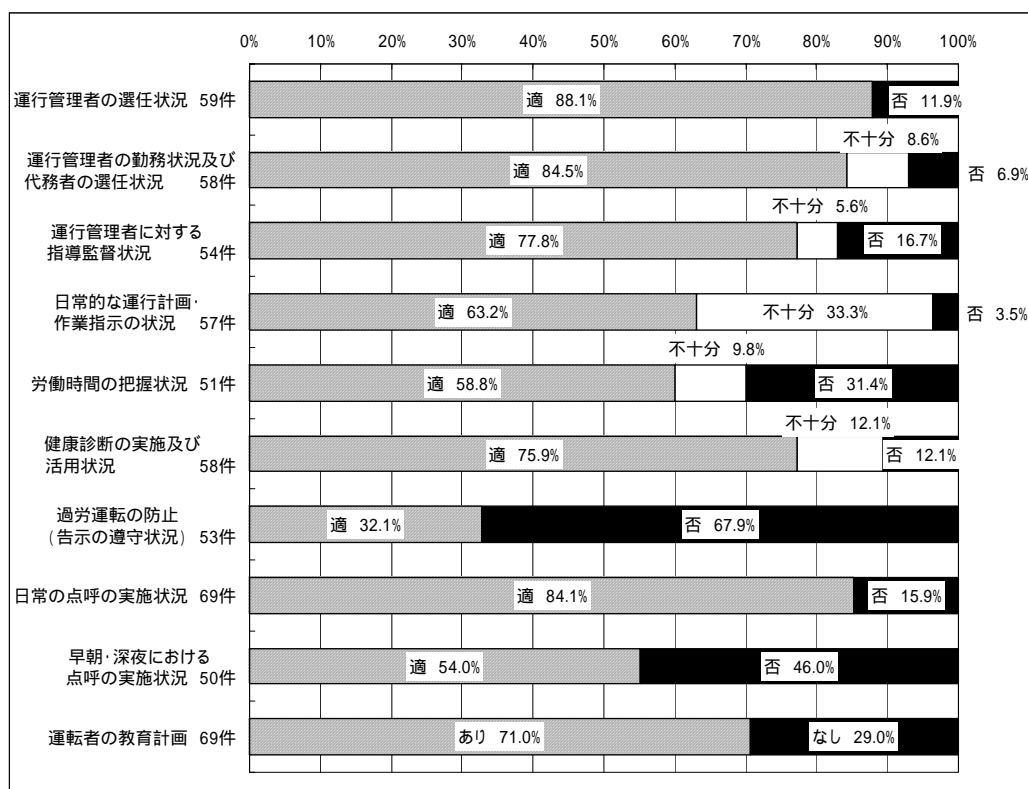 0% 10% 20% 30% 40% 50% 60% 70% 80% 90% 100%
運行管理者の選任状況 59件
適 88.1%
否 11.9%
不十分 8.6%
運行管理者の勤務状況及び
代務者の選任状況 58件
適 84.5%
否 6.9%
不十分 5.6%
運行管理者に対する
指導監督状況 54件
適 77.8%
否 16.7%
日常的な運行計画・
作業指示の状況 57件
適 63.2%
不十分 33.3%
否 3.5%
不十分 9.8%
労働時間の把握状況 51件
適 58.8%
否 31.4%
不十分 12.1%
健康診断の実施及び
活用状況 58件
適 75.9%
否 12.1%
過労運転の防止
(告示の遵守状況) 53件
適 32.1%
否 67.9%
日常の点呼の実施状況 69件
適 84.1%
否 15.9%
早朝・深夜における
点呼の実施状況 50件
適 54.0%
否 46.0%
運転者の教育計画 69件
あり 71.0%
なし 29.0%